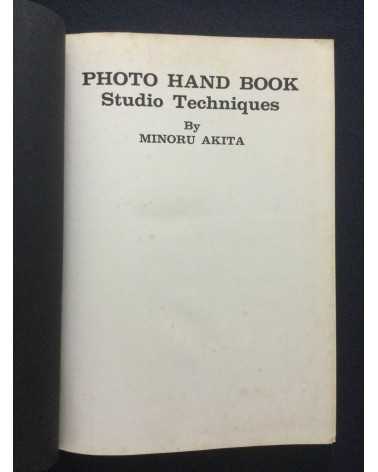 PHOTO HAND BOOK
Studio Techniques
By
MINORU AKITA